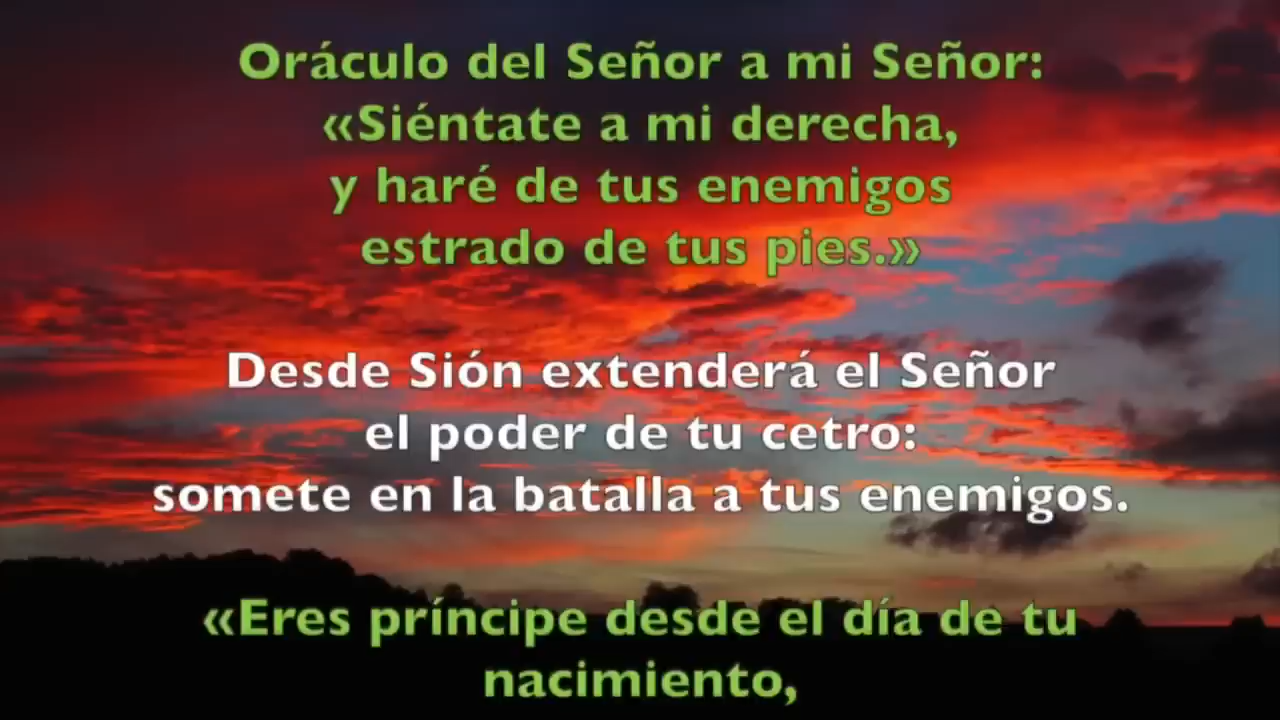 Oráculo del Señor a mi Señor:
«Siéntate a mi derecha,
y haré de tus enemigos
estrado de tus pies.»
Desde Sión extenderá el Señor
el poder de tu cetro:
somete en la batalla a tus enemigos.
«Eres príncipe desde el día de tu
nacimiento,